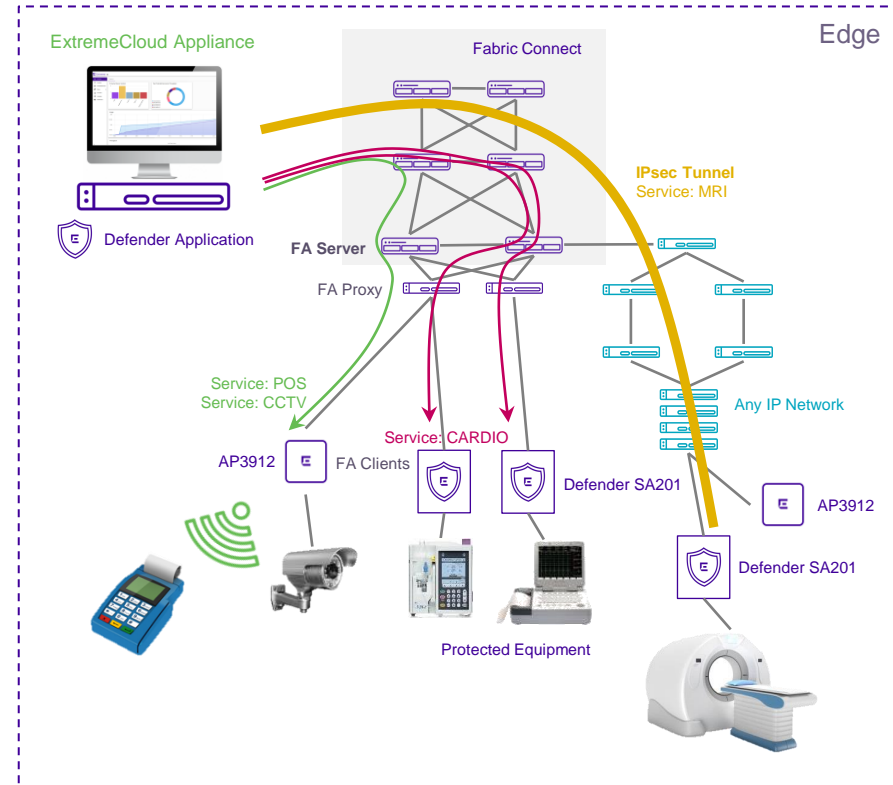 Edge
ExtremeCloud Appliance
Fabric Connect
IPsec Tunnel
Service: MRI
Defender Application
FA Server
FA Proxy
Service: POS
Service: CCTV
Any IP Network
Service: CARDIO
AP3912
FA Clients
Defender SA201
AP3912
Defender SA201
Protected Equipment